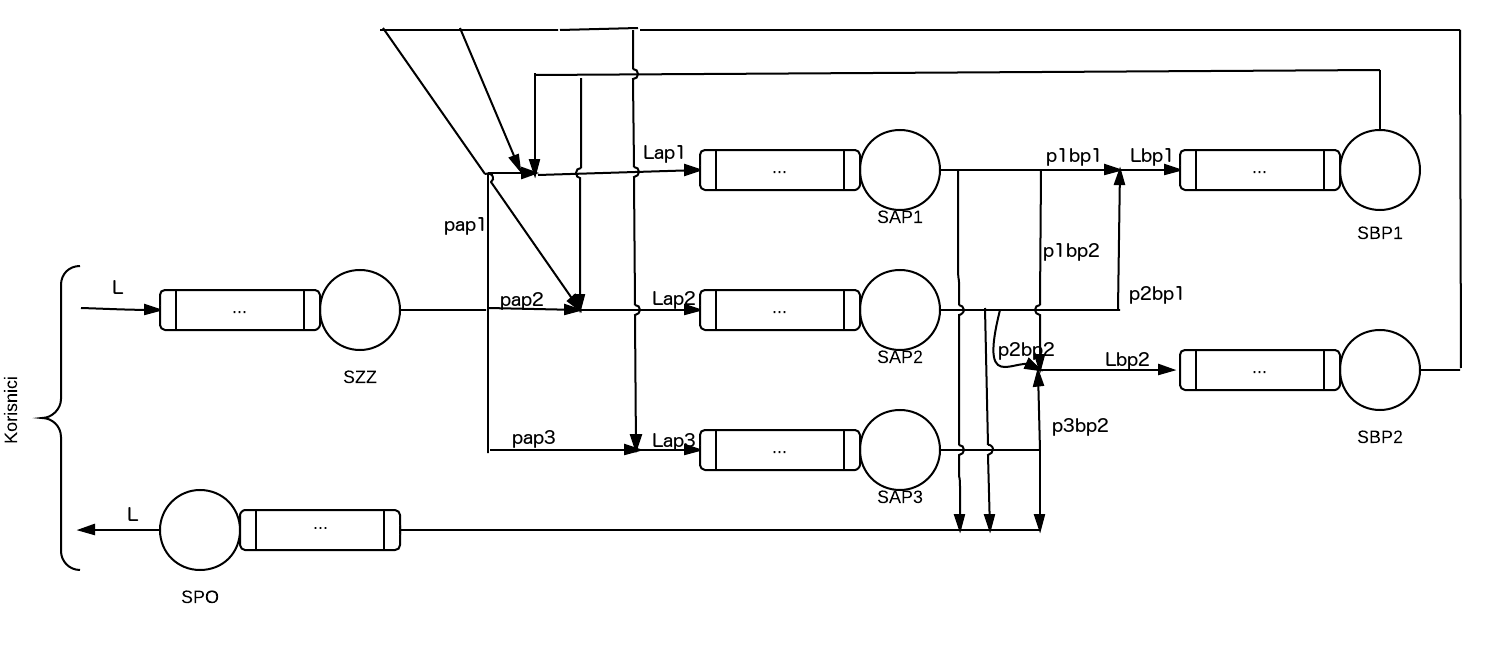 Lap1
...
SAP1
p1bp1
Lbp1
...
SBP1
pap1
p1bp2
L
...
SZZ
pap2
Lap2
...
SAP2
p2bp1
p2bp2
Lbp2
...
SBP2
Korisnici
pap3
Lap3
...
SAP3
p3bp2
L
...
SPO